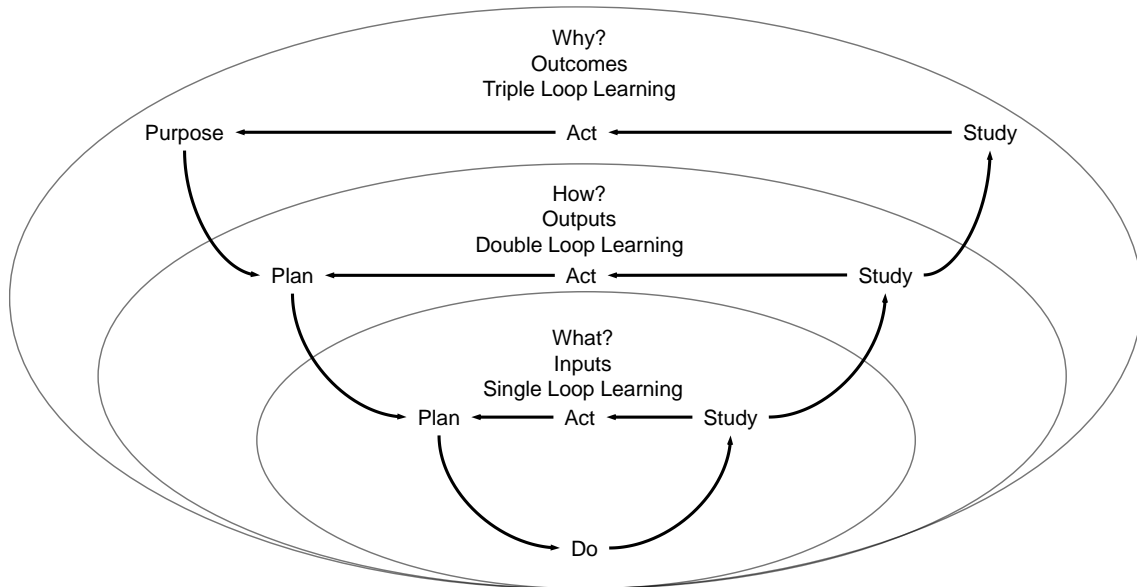 Why?
Outcomes
Triple Loop Learning
Purpose Act Study
How?
Outputs
Double Loop Learning
Plan Act Study
What?
Inputs
Single Loop Learning
Plan Act Study
Do